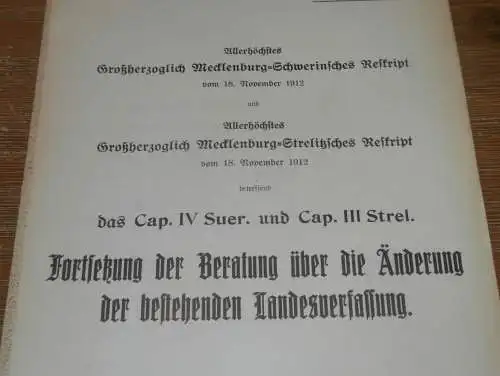 Allerhöchstes
Großherzoglich Mecklenburg=Schwerinsches Reskript
vom 18. November 1912
und
Allerhöchstes
Großherzoglich Mecklenburg=Strelitzsches Reskript
vom 18. November 1912
betreffend
das Cap. IV Suer. und Cap. III Strel.
Fortsetzung der Beratung über die Änderung
der bestehenden Landesverfassung.